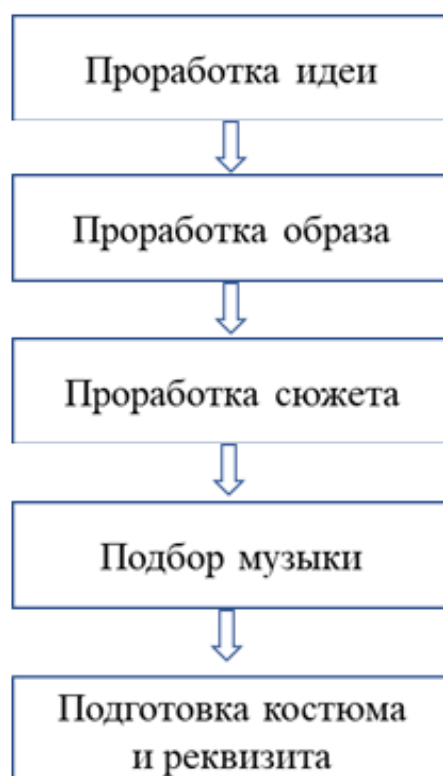 Проработка идеи
Проработка образа
Проработка сюжета
Подбор музыки
Подготовка костюма
и реквизита